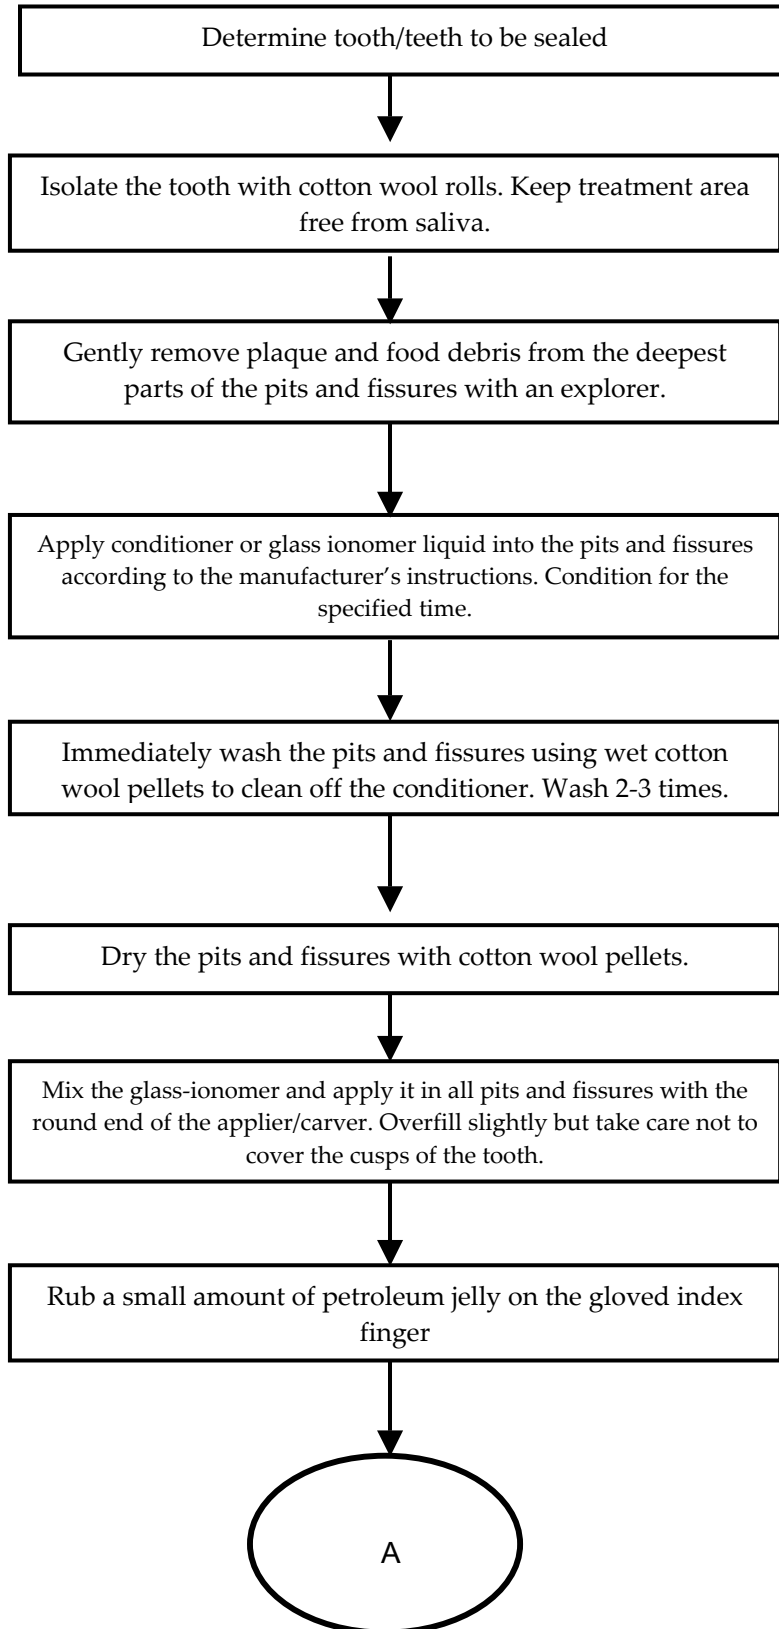 Determine tooth/teeth to be sealed
Isolate the tooth with cotton wool rolls. Keep treatment area
free from saliva.
Gently remove plaque and food debris from the deepest
parts of the pits and fissures with an explorer.
Apply conditioner or glass ionomer liquid into the pits and fissures
according to the manufacturer’s instructions. Condition for the
specified time.
Immediately wash the pits and fissures using wet cotton
wool pellets to clean off the conditioner. Wash 2-3 times.
Dry the pits and fissures with cotton wool pellets.
Mix the glass-ionomer and apply it in all pits and fissures with the
round end of the applier/carver. Overfill slightly but take care not to
cover the cusps of the tooth.
Rub a small amount of petroleum jelly on the gloved index
finger
A